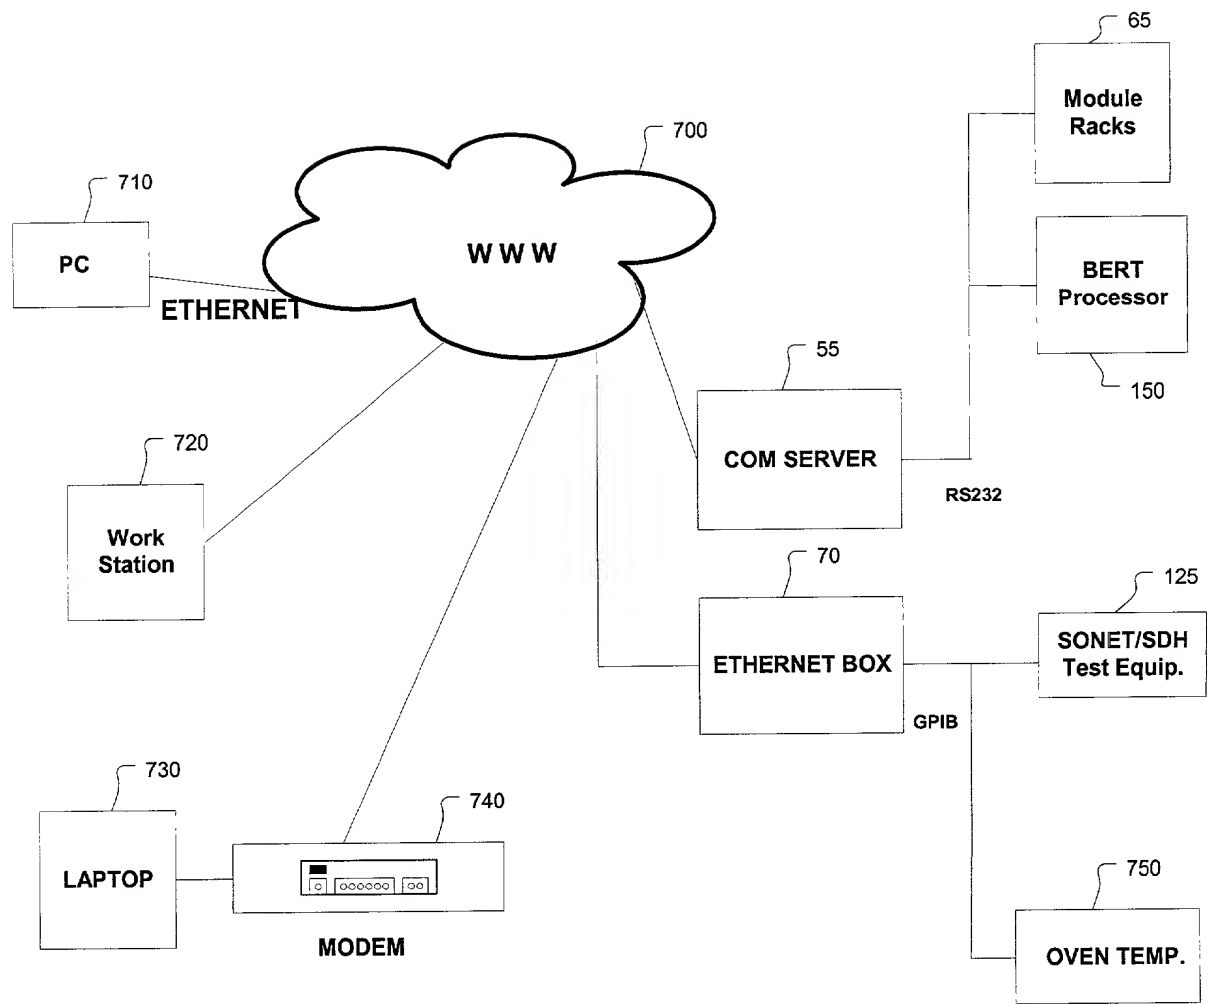 65
Module
Racks
700
710
PC
W W W
ETHERNET
BERT
Processor
150
55
COM SERVER
RS232
720
Work
Station
70
ETHERNET BOX
GPIB
125
SONET/SDH
Test Equip.
730
LAPTOP
740
MODEM
750
OVEN TEMP.